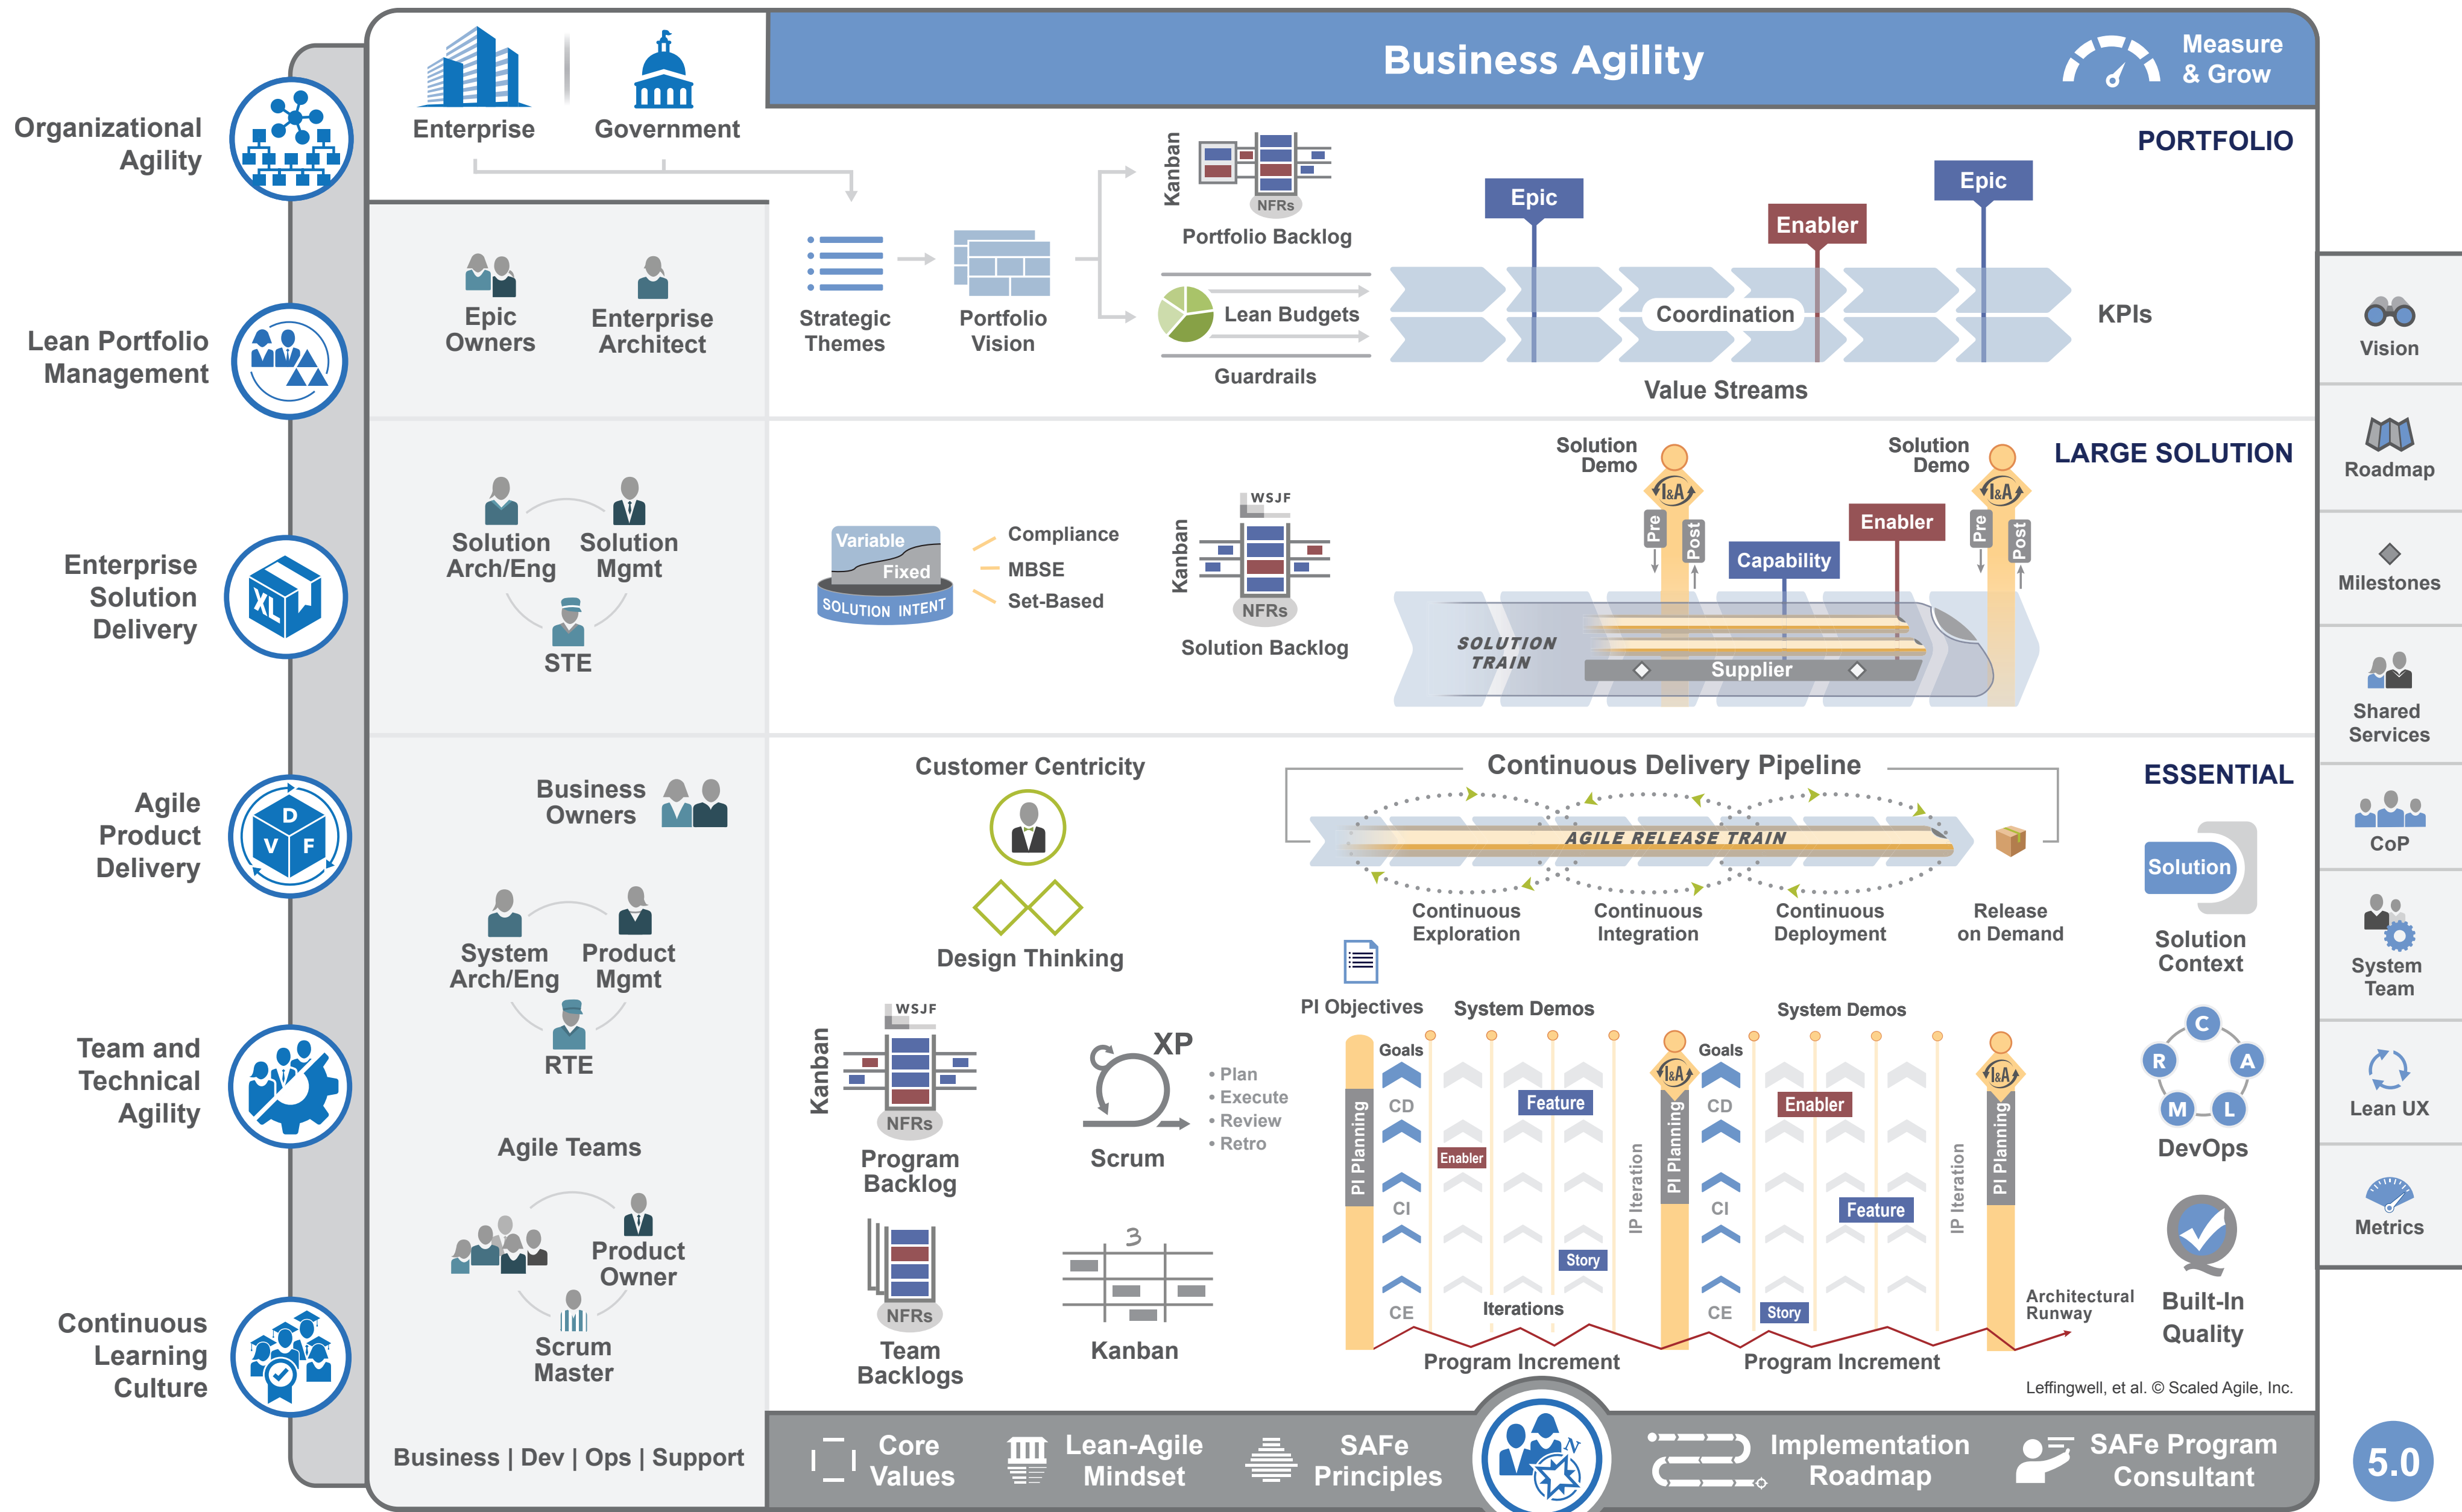 Business Agility
Measure
& Grow
Enterprise
Government
Organizational
Agility
Lean Portfolio
Management
Enterprise
Solution
Delivery
XL
Agile
Product
Delivery
D
V
F
Team and
Technical
Agility
Continuous
Learning
Culture
Epic
Owners
Enterprise
Architect
Solution
Arch/Eng
Solution
Mgmt
STE
Business
Owners
System
Arch/Eng
Product
Mgmt
RTE
Agile Teams
Product
Owner
Scrum
Master
Business | Dev | Ops | Support
PORTFOLIO
Strategic
Themes
Portfolio
Vision
Kanban
NFRs
Portfolio Backlog
Lean Budgets
Guardrails
Epic
Enabler
Epic
Coordination
KPIs
Value Streams
LARGE SOLUTION
Variable
Fixed
SOLUTION INTENT
Compliance
MBSE
Set-Based
WSJF
Kanban
NFRs
Solution Backlog
Solution
Demo
I&A
Pre
Post
Capability
Enabler
Solution
Demo
I&A
Pre
Post
SOLUTION
TRAIN
Supplier
ESSENTIAL
Customer Centricity
Design Thinking
Continuous Delivery Pipeline
AGILE RELEASE TRAIN
Continuous
Exploration
Continuous
Integration
Continuous
Deployment
Release
on Demand
Solution
Solution
Context
WSJF
Kanban
NFRs
Program
Backlog
XP
Scrum
• Plan
• Execute
• Review
• Retro
NFRs
Team
Backlogs
3
Kanban
PI Objectives
System Demos
System Demos
PI Planning
Goals
CD
CI
CE
Enabler
Feature
Story
Iterations
IP Iteration
I&A
PI Planning
Goals
CD
CI
CE
Enabler
Feature
Story
IP Iteration
I&A
PI Planning
Architectural
Runway
Program Increment
Program Increment
C
A
L
M
R
DevOps
Built-In
Quality
Leffingwell, et al. © Scaled Agile, Inc.
Vision
Roadmap
Milestones
Shared
Services
CoP
System
Team
Lean UX
Metrics
Core
Values
Lean-Agile
Mindset
SAFe
Principles
N
Implementation
Roadmap
SAFe Program
Consultant
5.0